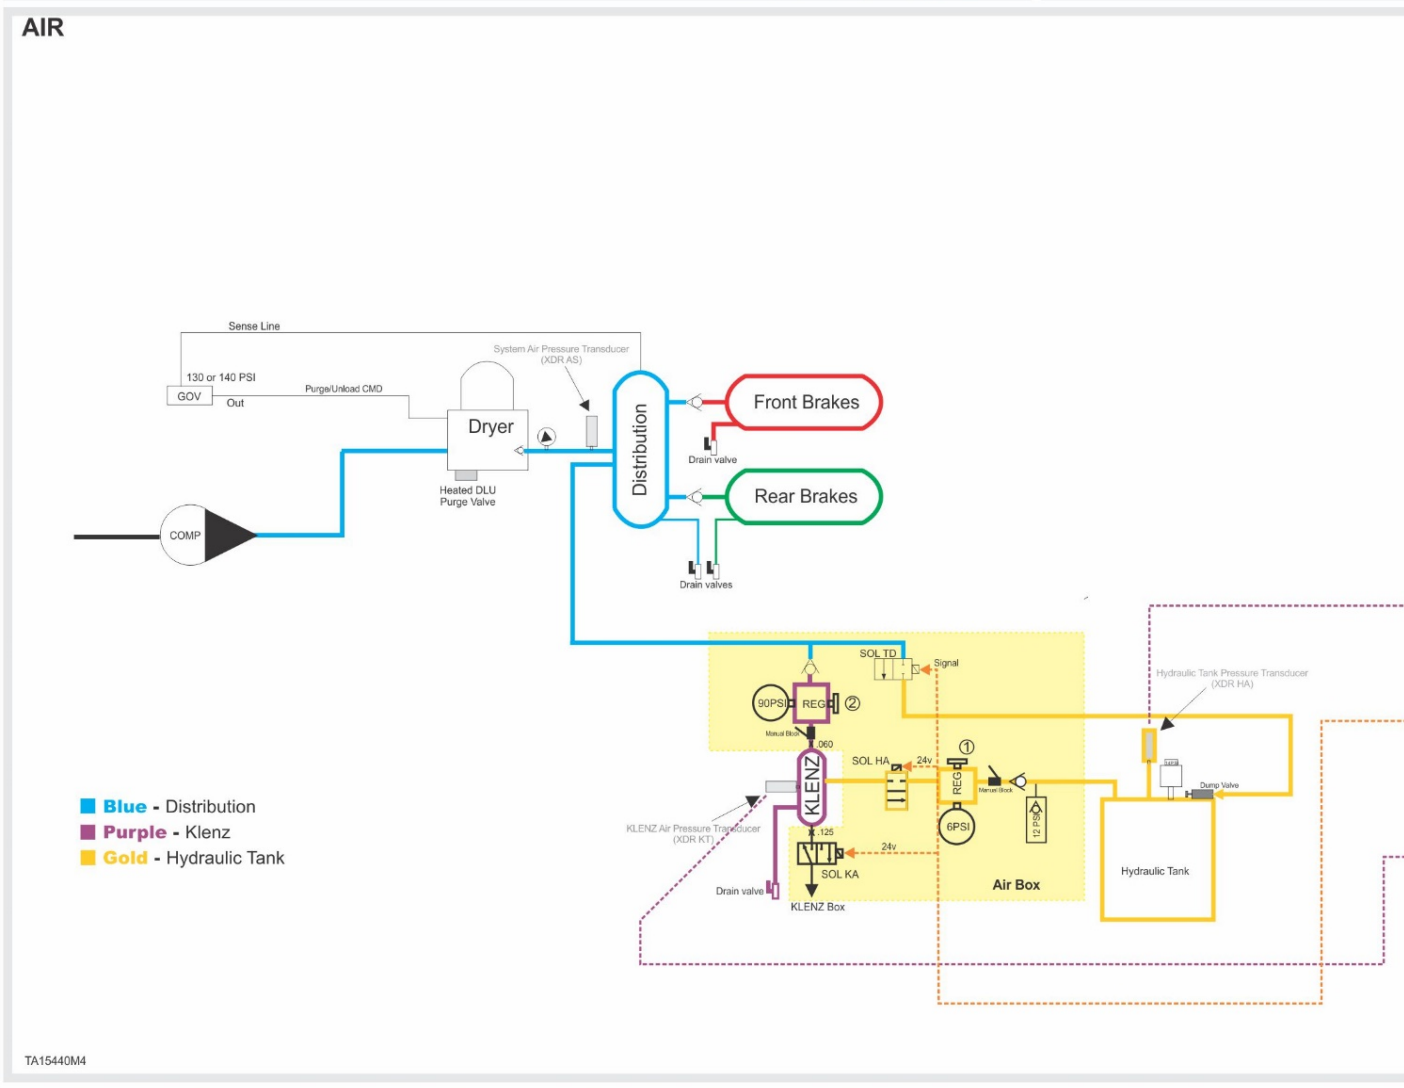 AIR
Sense Line
System Air Pressure Transducer
(XDR AS)
130 or 140 PSI
GOV
Out
Purge/Unload CMD
Dryer
Heated DLU
Purge Valve
COMP
Distribution
Front Brakes
Drain valve
Rear Brakes
Drain valves
SOL TD
Signal
90PSI
REG
2
Manual Block
.060
KLENZ
SOL HA
24v
1
REG
Manual Block
6PSI
12 PSI
Hydraulic Tank Pressure Transducer
(XDR HA)
Dump Valve
Hydraulic Tank
KLENZ Air Pressure Transducer
(XDR KT)
.125
24v
SOL KA
Drain valve
KLENZ Box
Air Box
Blue - Distribution
Purple - Klenz
Gold - Hydraulic Tank
TA15440M4